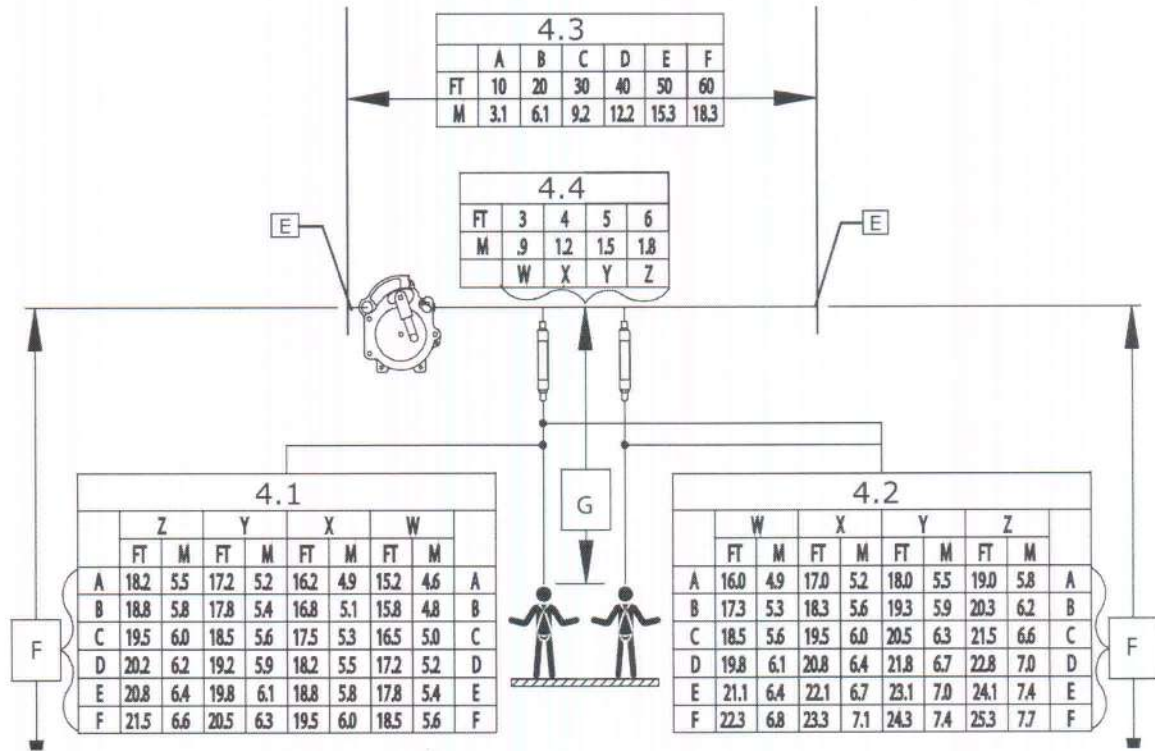 4.3
A B C D E F
FT 10 20 30 40 50 60
M 3.1 6.1 9.2 12.2 15.3 18.3
4.4
FT 3 4 5 6
M .9 1.2 1.5 1.8
W X Y Z
E
E
G
F
F
4.1
Z Y X W
FT M FT M FT M FT M
A 18.2 5.5 17.2 5.2 16.2 4.9 15.2 4.6 A
B 18.8 5.8 17.8 5.4 16.8 5.1 15.8 4.8 B
C 19.5 6.0 18.5 5.6 17.5 5.3 16.5 5.0 C
D 20.2 6.2 19.2 5.9 18.2 5.5 17.2 5.2 D
E 20.8 6.4 19.8 6.1 18.8 5.8 17.8 5.4 E
F 21.5 6.6 20.5 6.3 19.5 6.0 18.5 5.6 F
4.2
W X Y Z
FT M FT M FT M FT M
A 16.0 4.9 17.0 5.2 18.0 5.5 19.0 5.8 A
B 17.3 5.3 18.3 5.6 19.3 5.9 20.3 6.2 B
C 18.5 5.6 19.5 6.0 20.5 6.3 21.5 6.6 C
D 19.8 6.1 20.8 6.4 21.8 6.7 22.8 7.0 D
E 21.1 6.4 22.1 6.7 23.1 7.0 24.1 7.4 E
F 22.3 6.8 23.3 7.1 24.3 7.4 25.3 7.7 F